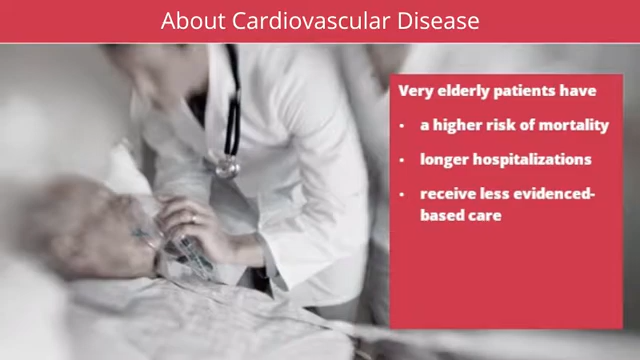 About Cardiovascular Disease
Very elderly patients have
• a higher risk of mortality
• longer hospitalizations
• receive less evidenced-
based care